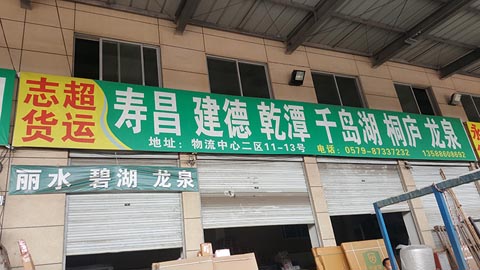 志超
货运
寿昌 建德 乾潭 千岛湖 桐庐 龙泉
地址：物流中心二区11-13号 电话：0579-87337232 13588608692
丽水 碧湖 龙泉